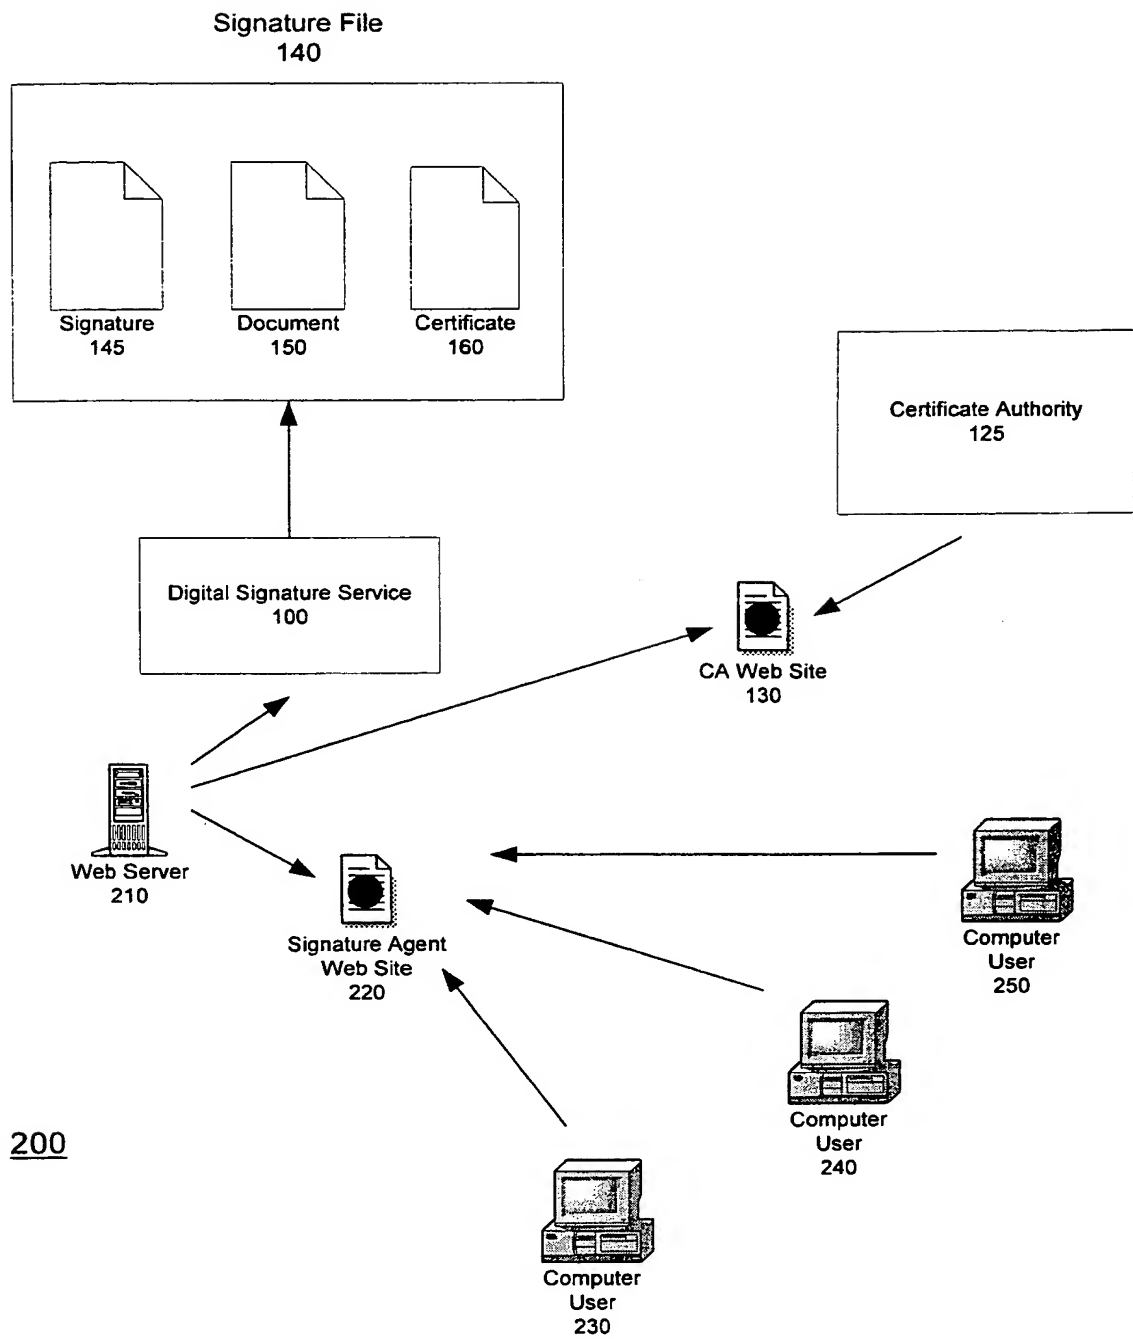 Signature File
140
Signature
145
Document
150
Certificate
160
Certificate Authority
125
Digital Signature Service
100
CA Web Site
130
Web Server
210
Signature Agent
Web Site
220
Computer
User
250
Computer
User
240
200
Computer
User
230